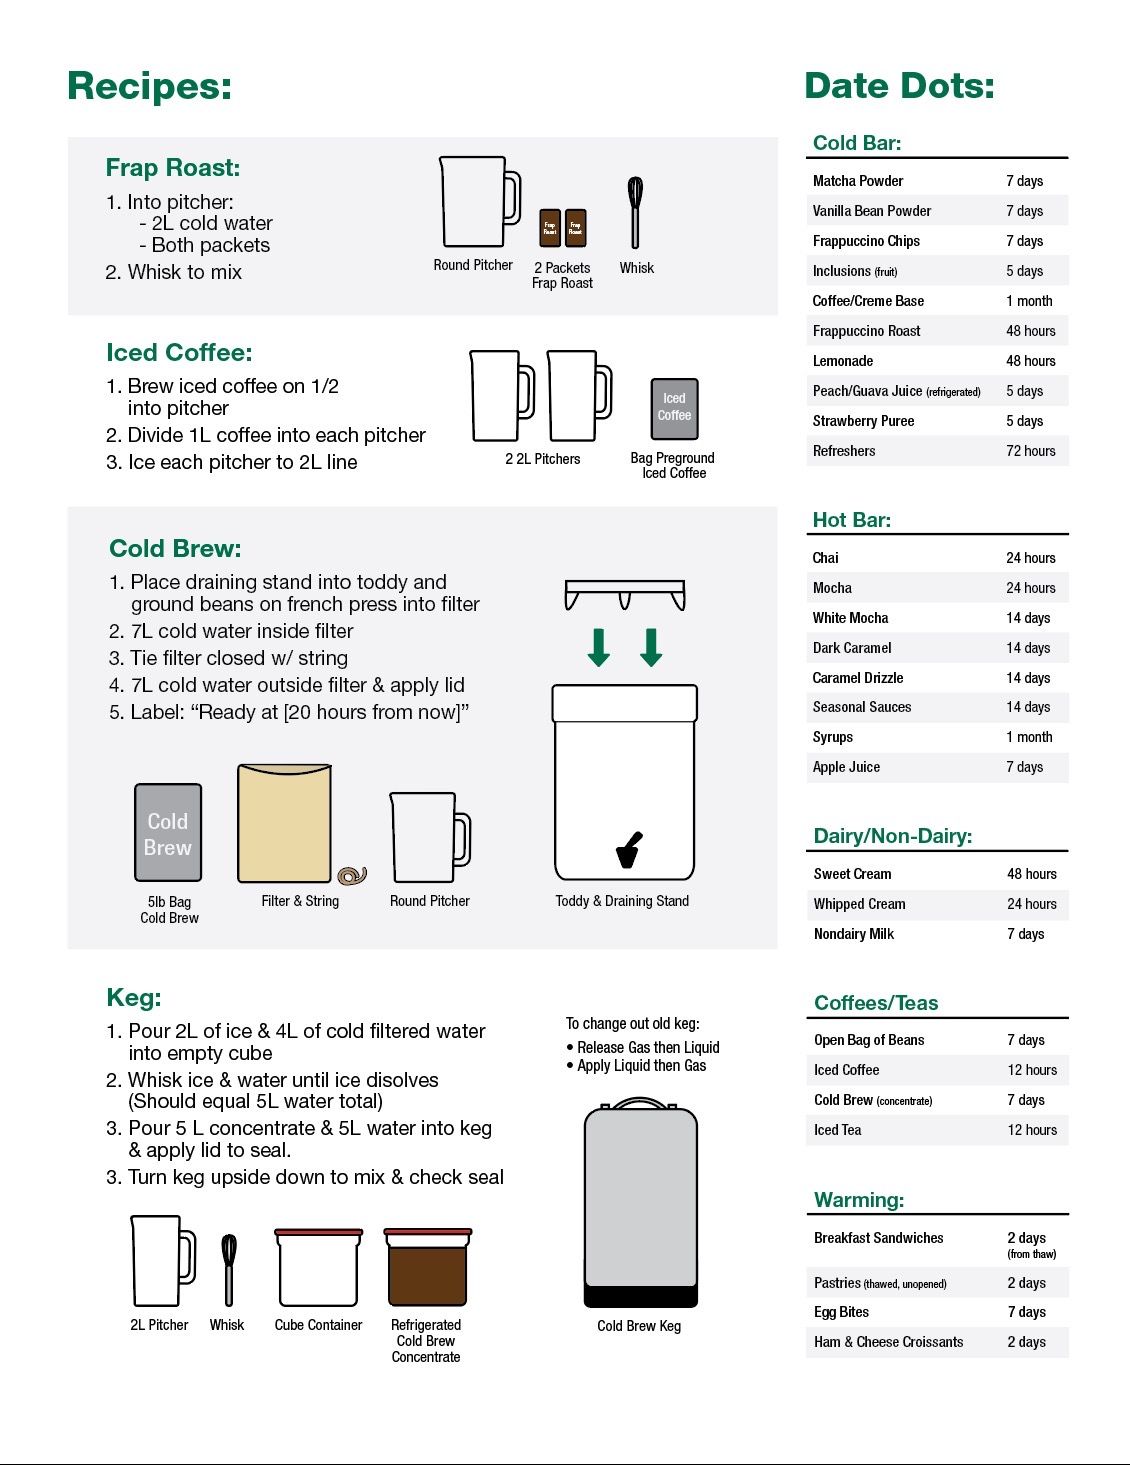 Recipes:
Frap Roast:
1. Into pitcher:
- 2L cold water
- Both packets
2. Whisk to mix
Round Pitcher
Frap
Roast
Frap
Roast
2 Packets
Frap Roast
Whisk
Iced Coffee:
1. Brew iced coffee on 1/2
into pitcher
2. Divide 1L coffee into each pitcher
3. Ice each pitcher to 2L line
2 2L Pitchers
Iced
Coffee
Bag Preground
Iced Coffee
Cold Brew:
1. Place draining stand into toddy and
ground beans on french press into filter
2. 7L cold water inside filter
3. Tie filter closed w/ string
4. 7L cold water outside filter & apply lid
5. Label: “Ready at [20 hours from now]”
Cold
Brew
5lb Bag
Cold Brew
Filter & String
Round Pitcher
Toddy & Draining Stand
Keg:
1. Pour 2L of ice & 4L of cold filtered water
into empty cube
2. Whisk ice & water until ice disolves
(Should equal 5L water total)
3. Pour 5 L concentrate & 5L water into keg
& apply lid to seal.
3. Turn keg upside down to mix & check seal
2L Pitcher
Whisk
Cube Container
Refrigerated
Cold Brew
Concentrate
To change out old keg:
• Release Gas then Liquid
• Apply Liquid then Gas
Cold Brew Keg
Date Dots:
Cold Bar:
Matcha Powder 7 days
Vanilla Bean Powder 7 days
Frappuccino Chips 7 days
Inclusions (fruit) 5 days
Coffee/Creme Base 1 month
Frappuccino Roast 48 hours
Lemonade 48 hours
Peach/Guava Juice (refrigerated) 5 days
Strawberry Puree 5 days
Refreshers 72 hours
Hot Bar:
Chai 24 hours
Mocha 24 hours
White Mocha 14 days
Dark Caramel 14 days
Caramel Drizzle 14 days
Seasonal Sauces 14 days
Syrups 1 month
Apple Juice 7 days
Dairy/Non-Dairy:
Sweet Cream 48 hours
Whipped Cream 24 hours
Nondairy Milk 7 days
Coffees/Teas
Open Bag of Beans 7 days
Iced Coffee 12 hours
Cold Brew (concentrate) 7 days
Iced Tea 12 hours
Warming:
Breakfast Sandwiches 2 days
(from thaw)
Pastries (thawed, unopened) 2 days
Egg Bites 7 days
Ham & Cheese Croissants 2 days